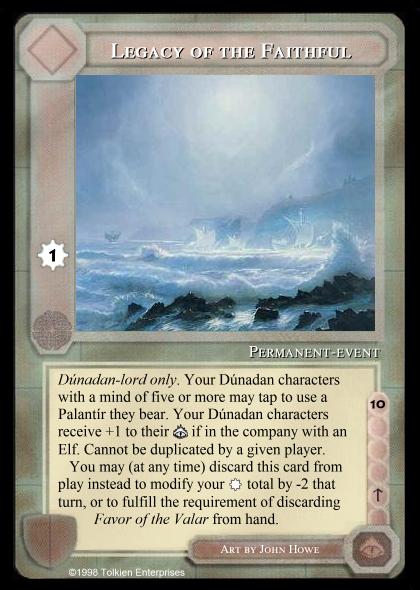 LEGACY OF THE FAITHFUL
1
PERMANENT-EVENT
Dúnadan-lord only. Your Dúnadan characters
with a mind of five or more may tap to use a
Palantír they bear. Your Dúnadan characters
receive +1 to their if in the company with an
Elf. Cannot be duplicated by a given player.
You may (at any time) discard this card from
play instead to modify your total by -2 that
turn, or to fulfill the requirement of discarding
Favor of the Valar from hand.
10
ART BY JOHN HOWE
©1998 Tolkien Enterprises